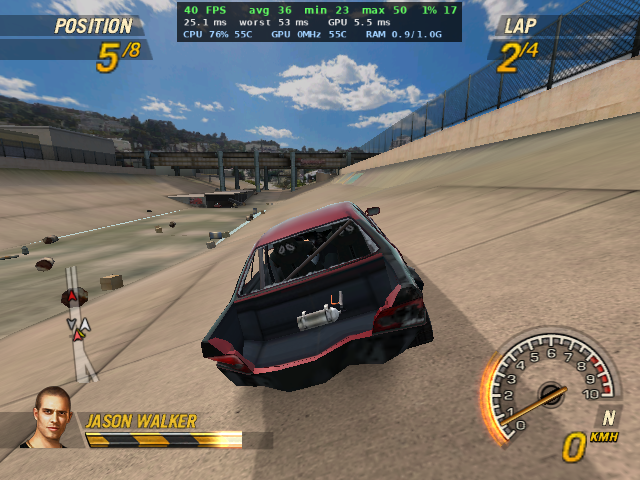 40 FPS avg 36 min 23 max 50 1% 17
25.1 ms worst 53 ms GPU 5.5 ms
CPU 76% 55C GPU 0MHz 55C RAM 0.9/1.0G
POSITION
5/8
LAP
2/4
JASON WALKER
0 1 2 3 4 5 6 7 8 9 10
N
0 KMH